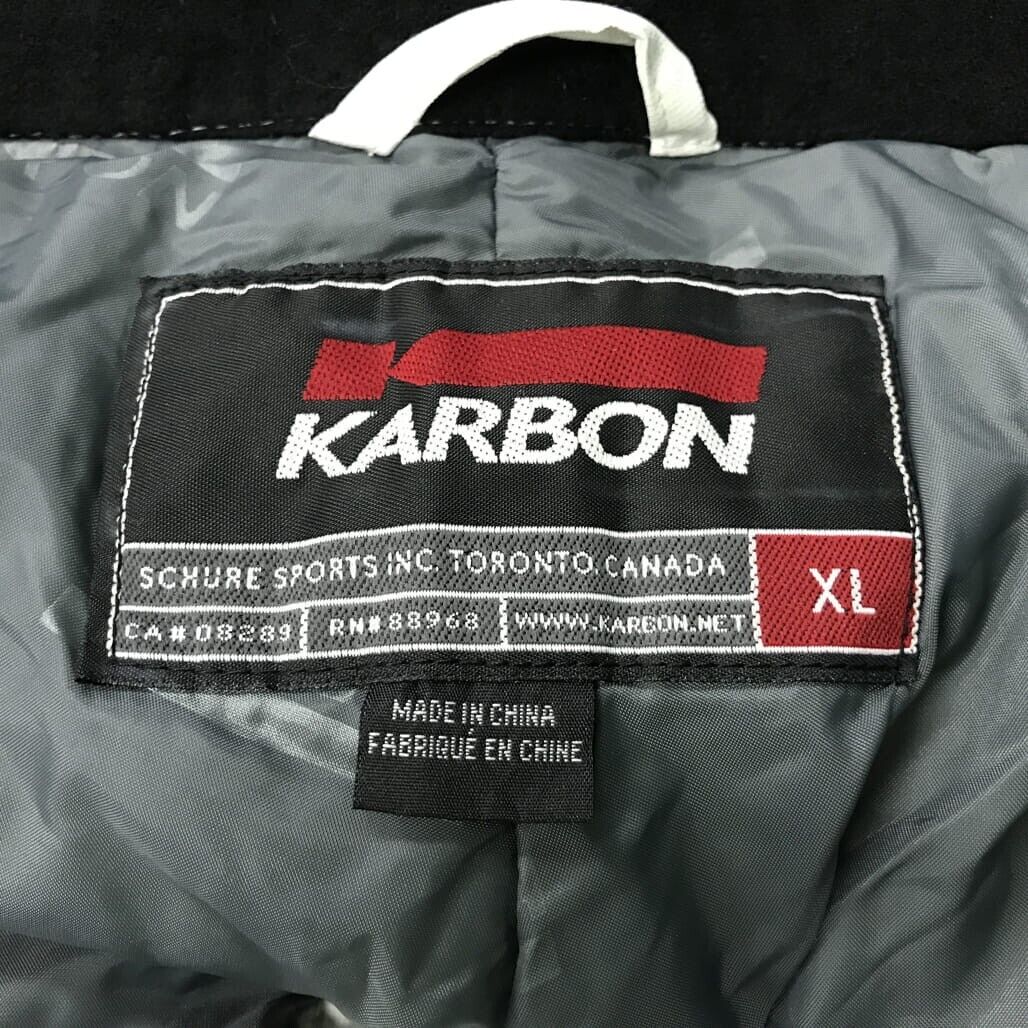 KARBON
SCHURE SPORTS INC. TORONTO. CANADA
XL
CA# 08289 RN# 88968 WWW.KARBON.NET
MADE IN CHINA
FABRIQUÉ EN CHINE